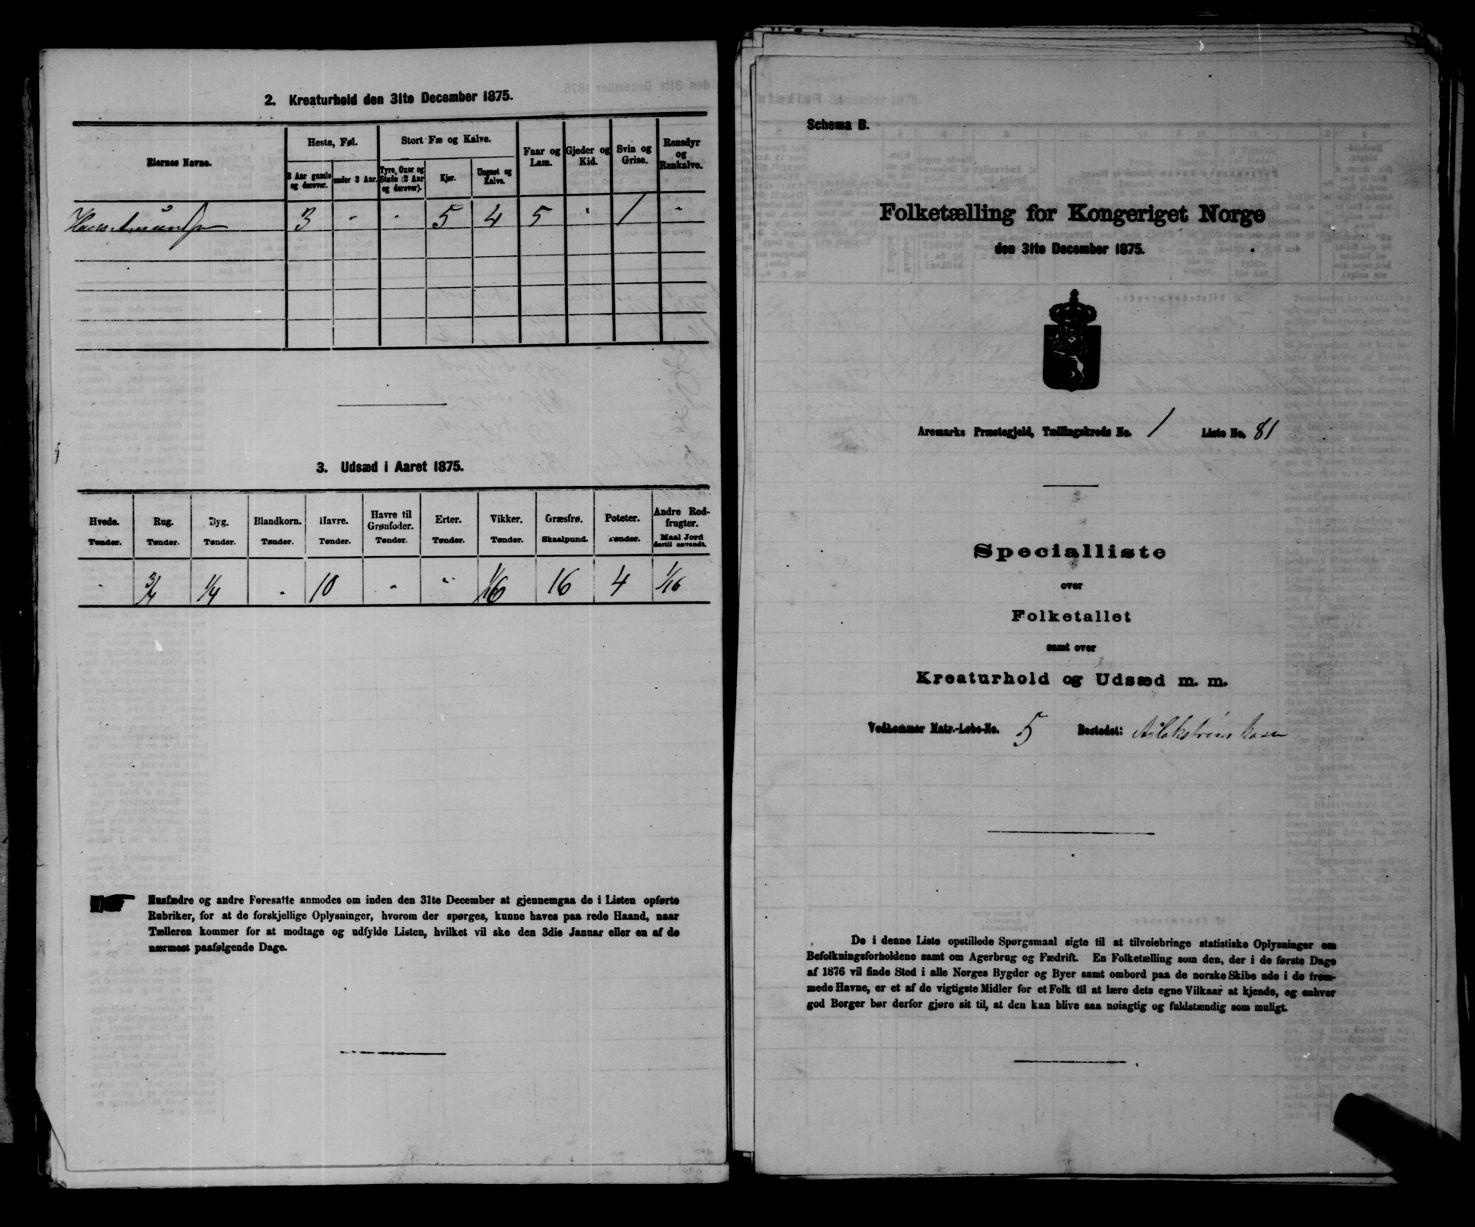 2. Kreaturhold den 31te December 1875.
Eiernes Navne.
Heste, Føl.
Stort Fæ og Kalve.
Faar og Lam.
Gjeder og Kid.
Svin og Grise.
Rensdyr og Renkalve.
3 Aar gamle og derover.
under 3 Aar.
Tyre, Oxer og Stude (2 Aar og derover).
Kjør.
Ungnøt og Kalve.
Hans 3 - - 5 4 5 - 1 -
3. Udsæd i Aaret 1875.
Hvede. Rug. Byg. Blandkorn. Havre. Havre til Grønfoder. Erter. Vikker. Græsfrø. Poteter. Andre Rodfrugter.
Tønder. Tønder. Tønder. Tønder. Tønder. Tønder. Tønder. Tønder. Skaalpund. Tønder. Maal Jord dertil anvendt.
- 3/4 1/4 - 10 - - 1/16 16 4 1/16
Husfædre og andre Foresatte anmodes om inden den 31te December at gjennemgaa de i Listen opførte
Rubriker, for at de forskjellige Oplysninger, hvorom der spørges, kunne haves paa rede Haand, naar
Tælleren kommer for at modtage og udfylde Listen, hvilket vil ske den 3die Januar eller en af de
nærmest paafølgende Dage.
Schema B.
Folketælling for Kongeriget Norge
den 31te December 1875.
Aremarks Præstegjeld, Tællingskreds No. 1 Liste No. 81
Specialliste
over
Folketallet
samt over
Kreaturhold og Udsæd m. m.
Vedkommer Matr.-Løbe-No. 5 Bostedet:
De i denne Liste opstillede Spørgsmaal sigte til at tilveiebringe statistiske Oplysninger om
Befolkningsforholdene samt om Agerbrug og Fædrift. En Folketælling som den, der i de første Dage
af 1876 vil finde Sted i alle Norges Bygder og Byer samt ombord paa de norske Skibe ude i de frem-
mede Havne, er et af de vigtigste Midler for et Folk til at lære dets egne Vilkaar at kjende, og enhver
god Borger bør derfor gjøre sit til, at den kan blive saa nøiagtig og fuldstændig som muligt.